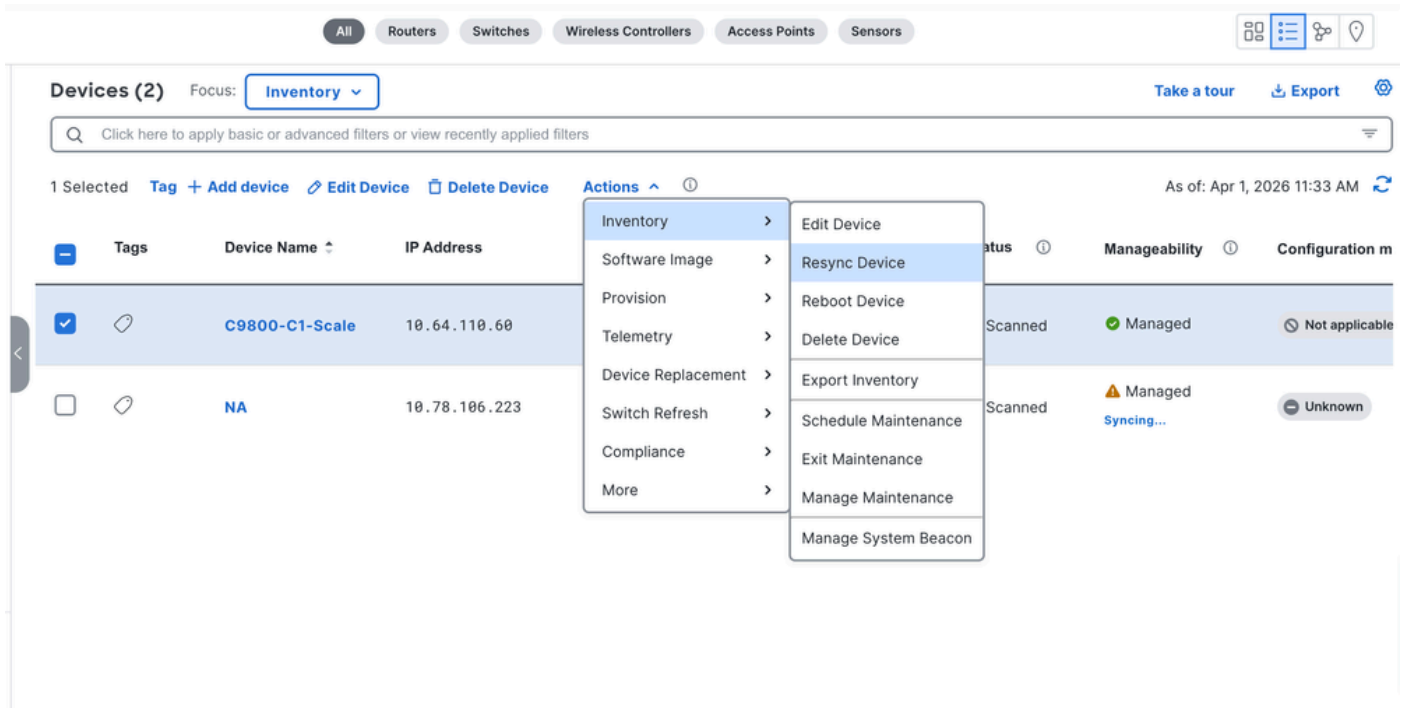 All Routers Switches Wireless Controllers Access Points Sensors
Devices (2) Focus: Inventory Take a tour Export
Click here to apply basic or advanced filters or view recently applied filters
1 Selected Tag + Add device Edit Device Delete Device Actions As of: Apr 1, 2026 11:33 AM
Tags Device Name IP Address atus Manageability Configuration m
C9800-C1-Scale 10.64.110.60 Scanned Managed Not applicable
NA 10.78.106.223 Scanned Managed Unknown
Syncing...
Inventory
Software Image
Provision
Telemetry
Device Replacement
Switch Refresh
Compliance
More
Edit Device
Resync Device
Reboot Device
Delete Device
Export Inventory
Schedule Maintenance
Exit Maintenance
Manage Maintenance
Manage System Beacon